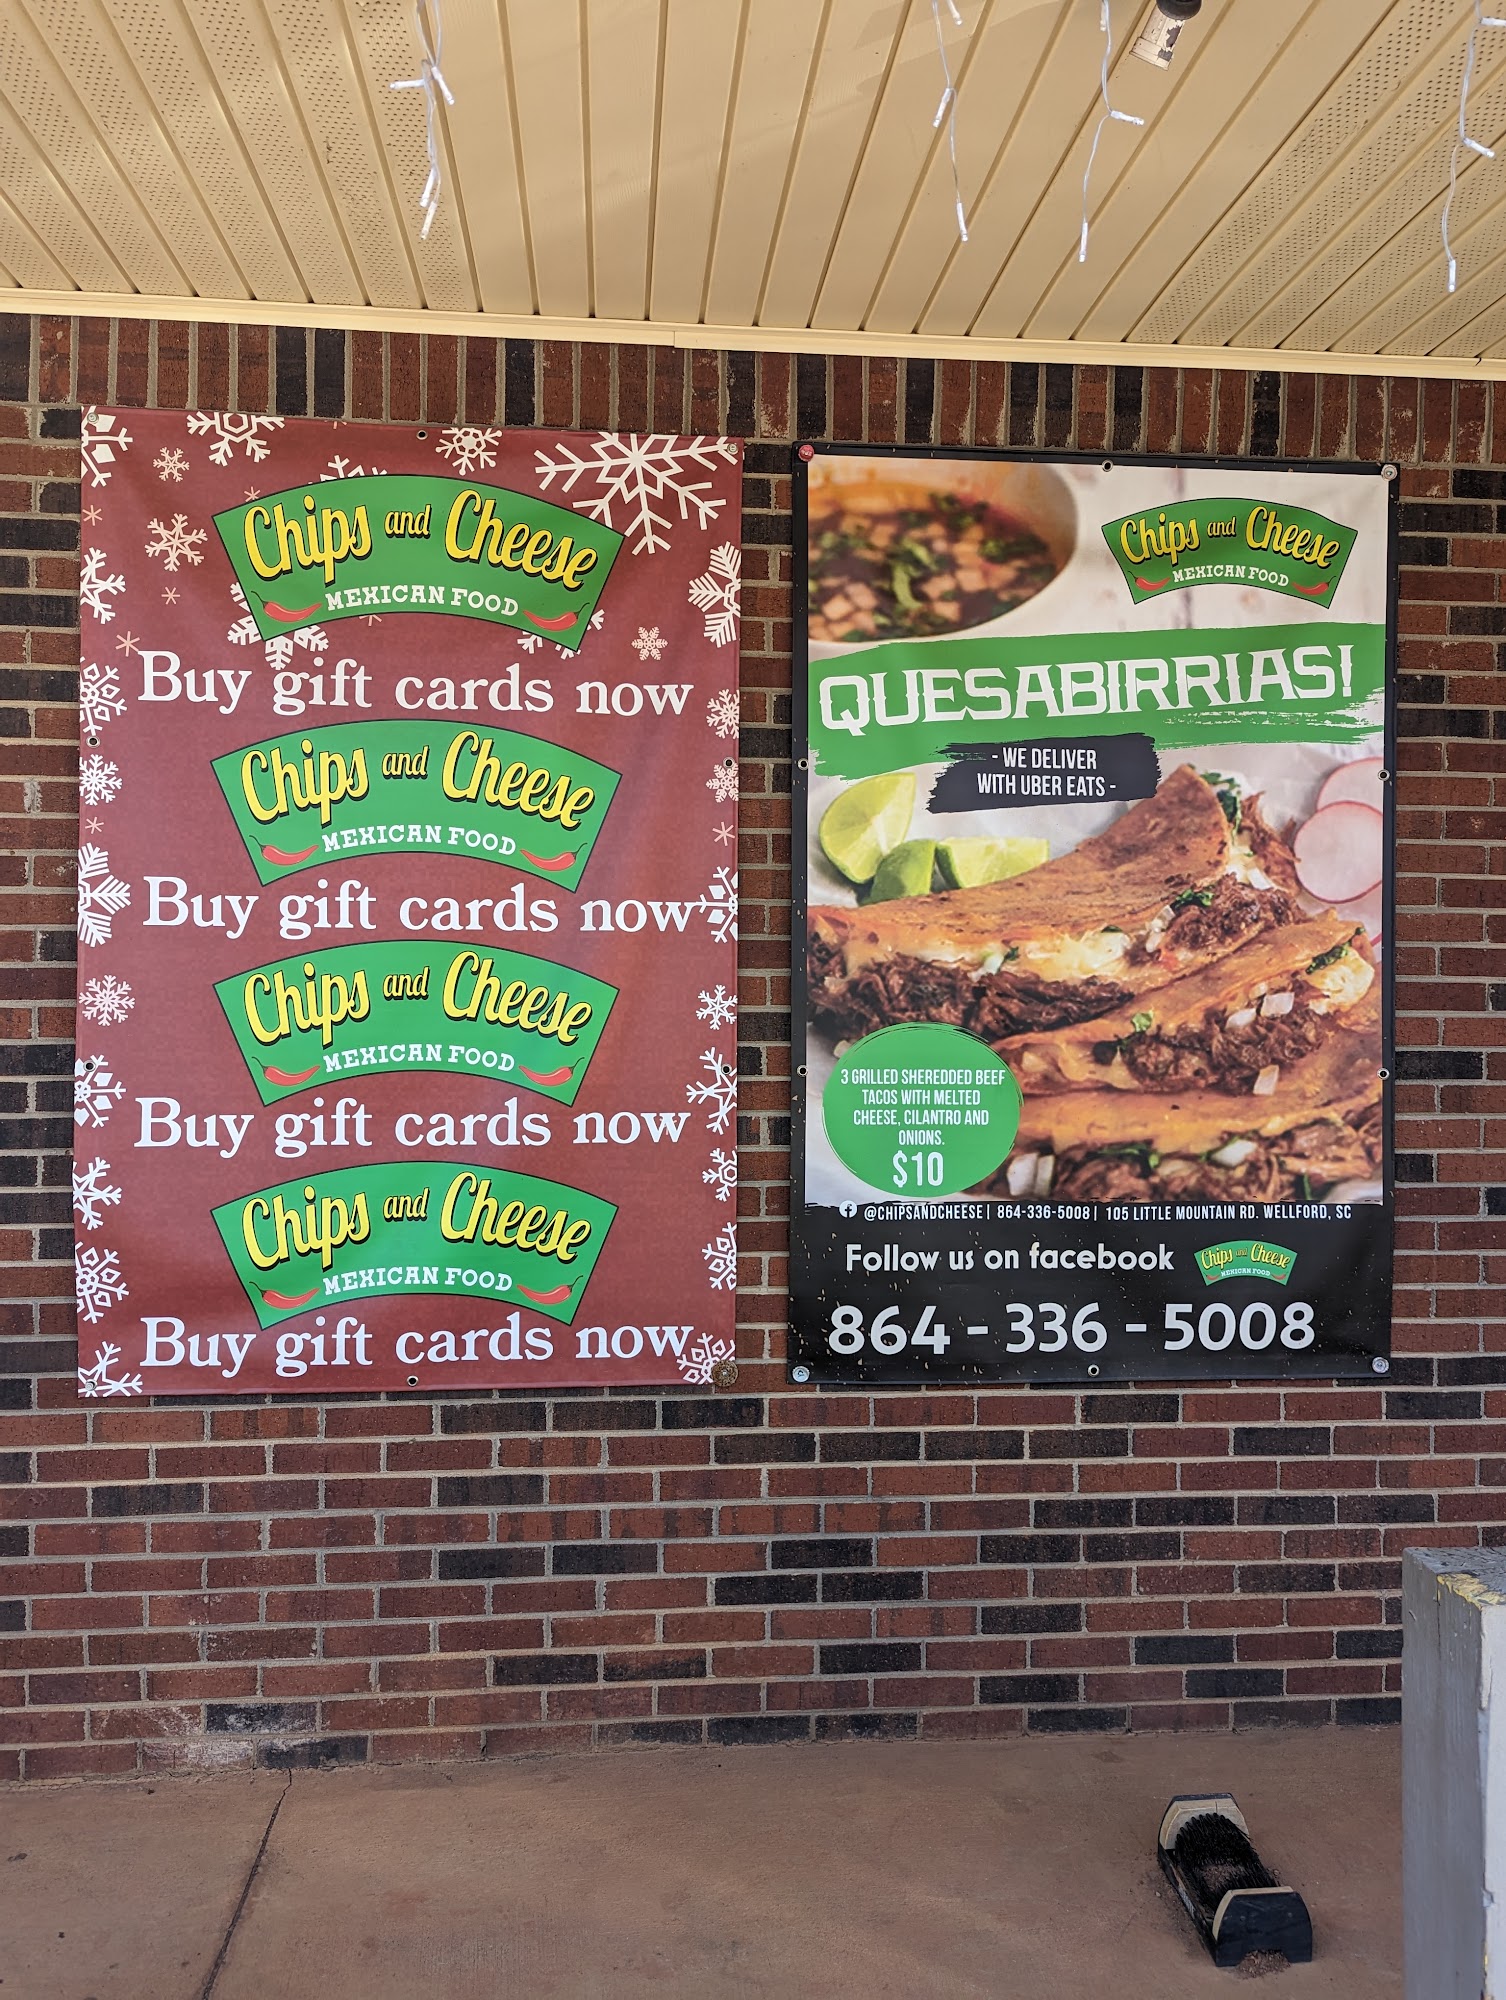 Chips and Cheese
MEXICAN FOOD
Buy gift cards now
Chips and Cheese
MEXICAN FOOD
Buy gift cards now
Chips and Cheese
MEXICAN FOOD
Buy gift cards now
Chips and Cheese
MEXICAN FOOD
Buy gift cards now
Chips and Cheese
MEXICAN FOOD
QUESABIRRIAS!
- WE DELIVER
WITH UBER EATS -
3 GRILLED SHEREDDED BEEF
TACOS WITH MELTED
CHEESE, CILANTRO AND
ONIONS.
$10
@CHIPSANDCHEESE | 864-336-5008 | 105 LITTLE MOUNTAIN RD. WELLFORD, SC
Follow us on facebook
Chips and Cheese
MEXICAN FOOD
864 - 336 - 5008